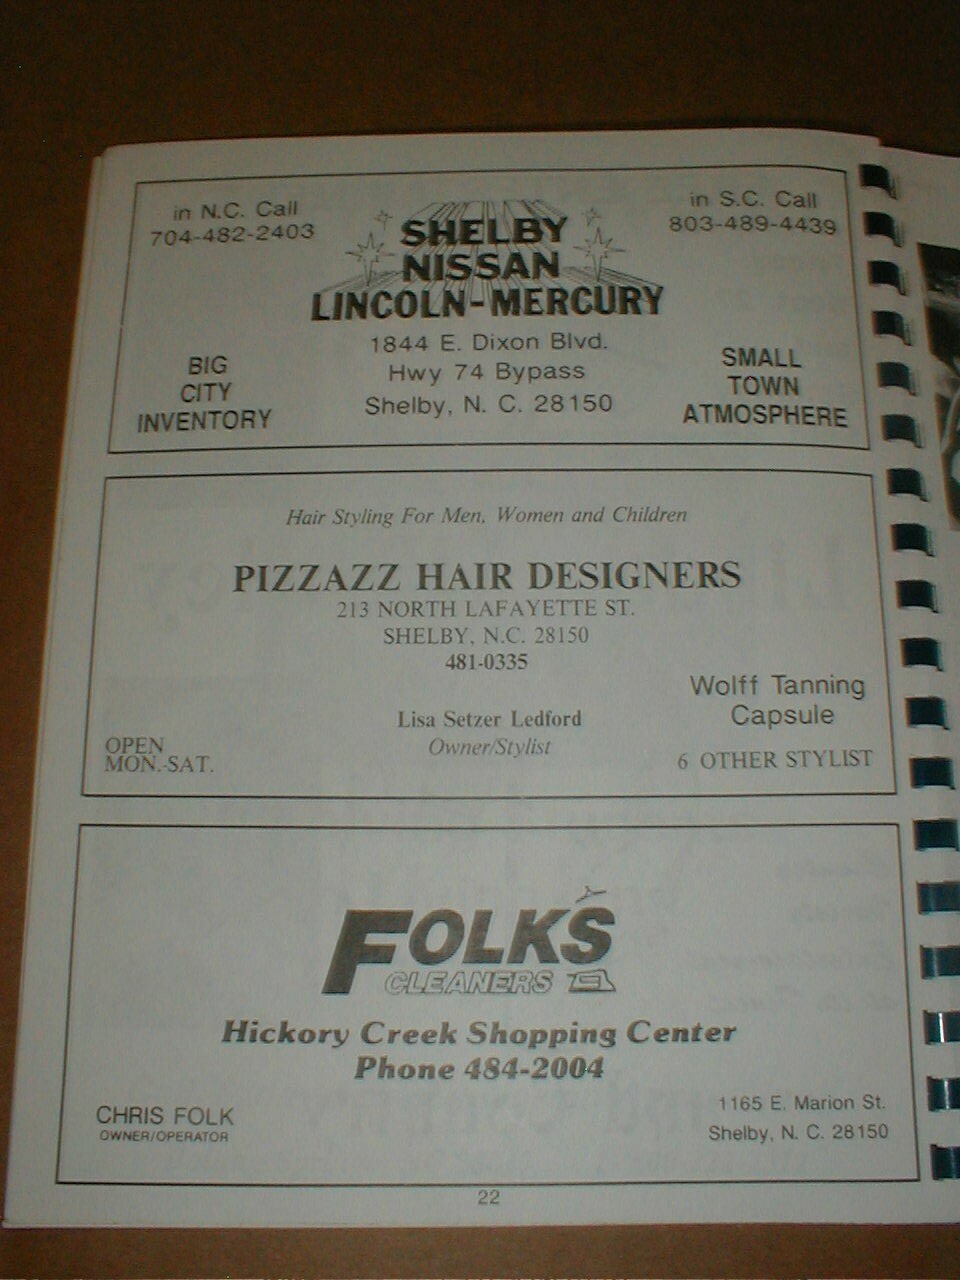 in N.C. Call
704-482-2403
in S.C. Call
803-489-4439
SHELBY
NISSAN
LINCOLN-MERCURY
1844 E. Dixon Blvd.
Hwy 74 Bypass
Shelby, N. C. 28150
BIG
CITY
INVENTORY
SMALL
TOWN
ATMOSPHERE
Hair Styling For Men, Women and Children
PIZZAZZ HAIR DESIGNERS
213 NORTH LAFAYETTE ST.
SHELBY, N.C. 28150
481-0335
Lisa Setzer Ledford
Owner/Stylist
OPEN
MON.-SAT.
Wolff Tanning
Capsule
6 OTHER STYLIST
FOLK'S
CLEANERS
Hickory Creek Shopping Center
Phone 484-2004
CHRIS FOLK
OWNER/OPERATOR
1165 E. Marion St.
Shelby, N. C. 28150
22